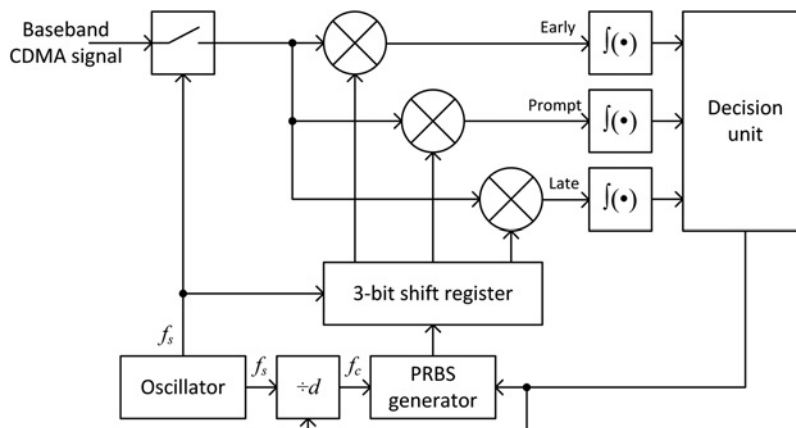 Baseband
CDMA signal
Early
∫(•)
Prompt
∫(•)
Late
∫(•)
Decision
unit
3-bit shift register
fs
Oscillator
fs
÷d
fc
PRBS
generator